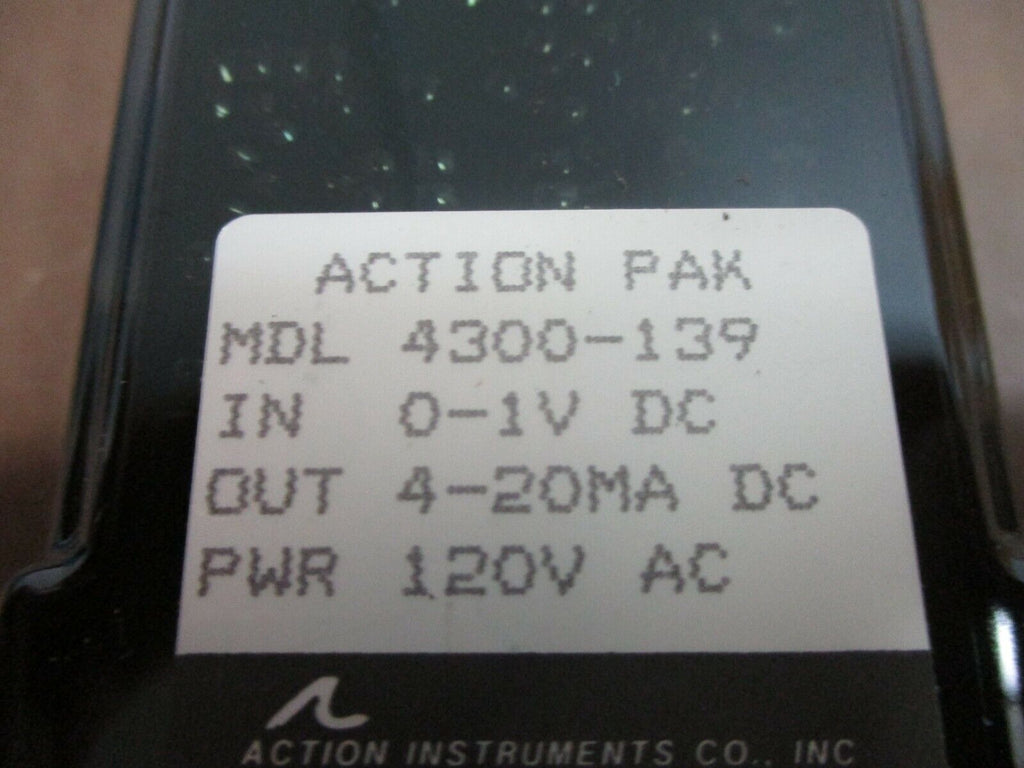 ACTION PAK
MDL 4300-139
IN 0-1V DC
OUT 4-20MA DC
PWR 120V AC
ACTION INSTRUMENTS CO., INC